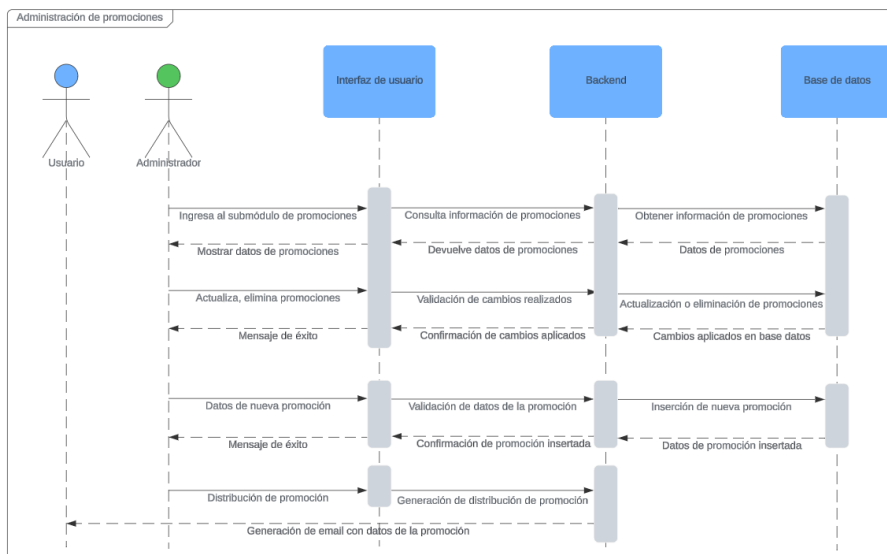 Administración de promociones
Interfaz de usuario
Backend
Base de datos
Usuario
Administrador
Ingresa al submódulo de promociones
Consulta información de promociones
Obtener información de promociones
Mostrar datos de promociones
Devuelve datos de promociones
Datos de promociones
Actualiza, elimina promociones
Validación de cambios realizados
Actualización o eliminación de promociones
Mensaje de éxito
Confirmación de cambios aplicados
Cambios aplicados en base datos
Datos de nueva promoción
Validación de datos de la promoción
Inserción de nueva promoción
Mensaje de éxito
Confirmación de promoción insertada
Datos de promoción insertada
Distribución de promoción
Generación de distribución de promoción
Generación de email con datos de la promoción